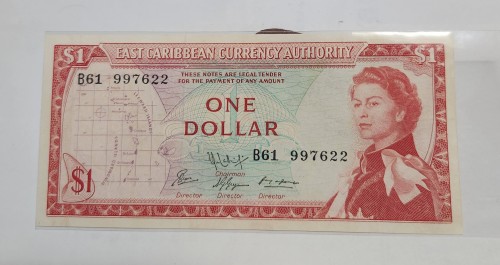 EAST CARIBBEAN CURRENCY AUTHORITY
$1 $1
B61 997622
THESE NOTES ARE LEGAL TENDER
FOR THE PAYMENT OF ANY AMOUNT
ONE
DOLLAR
B61 997622
Chairman
$1
Director Director Director